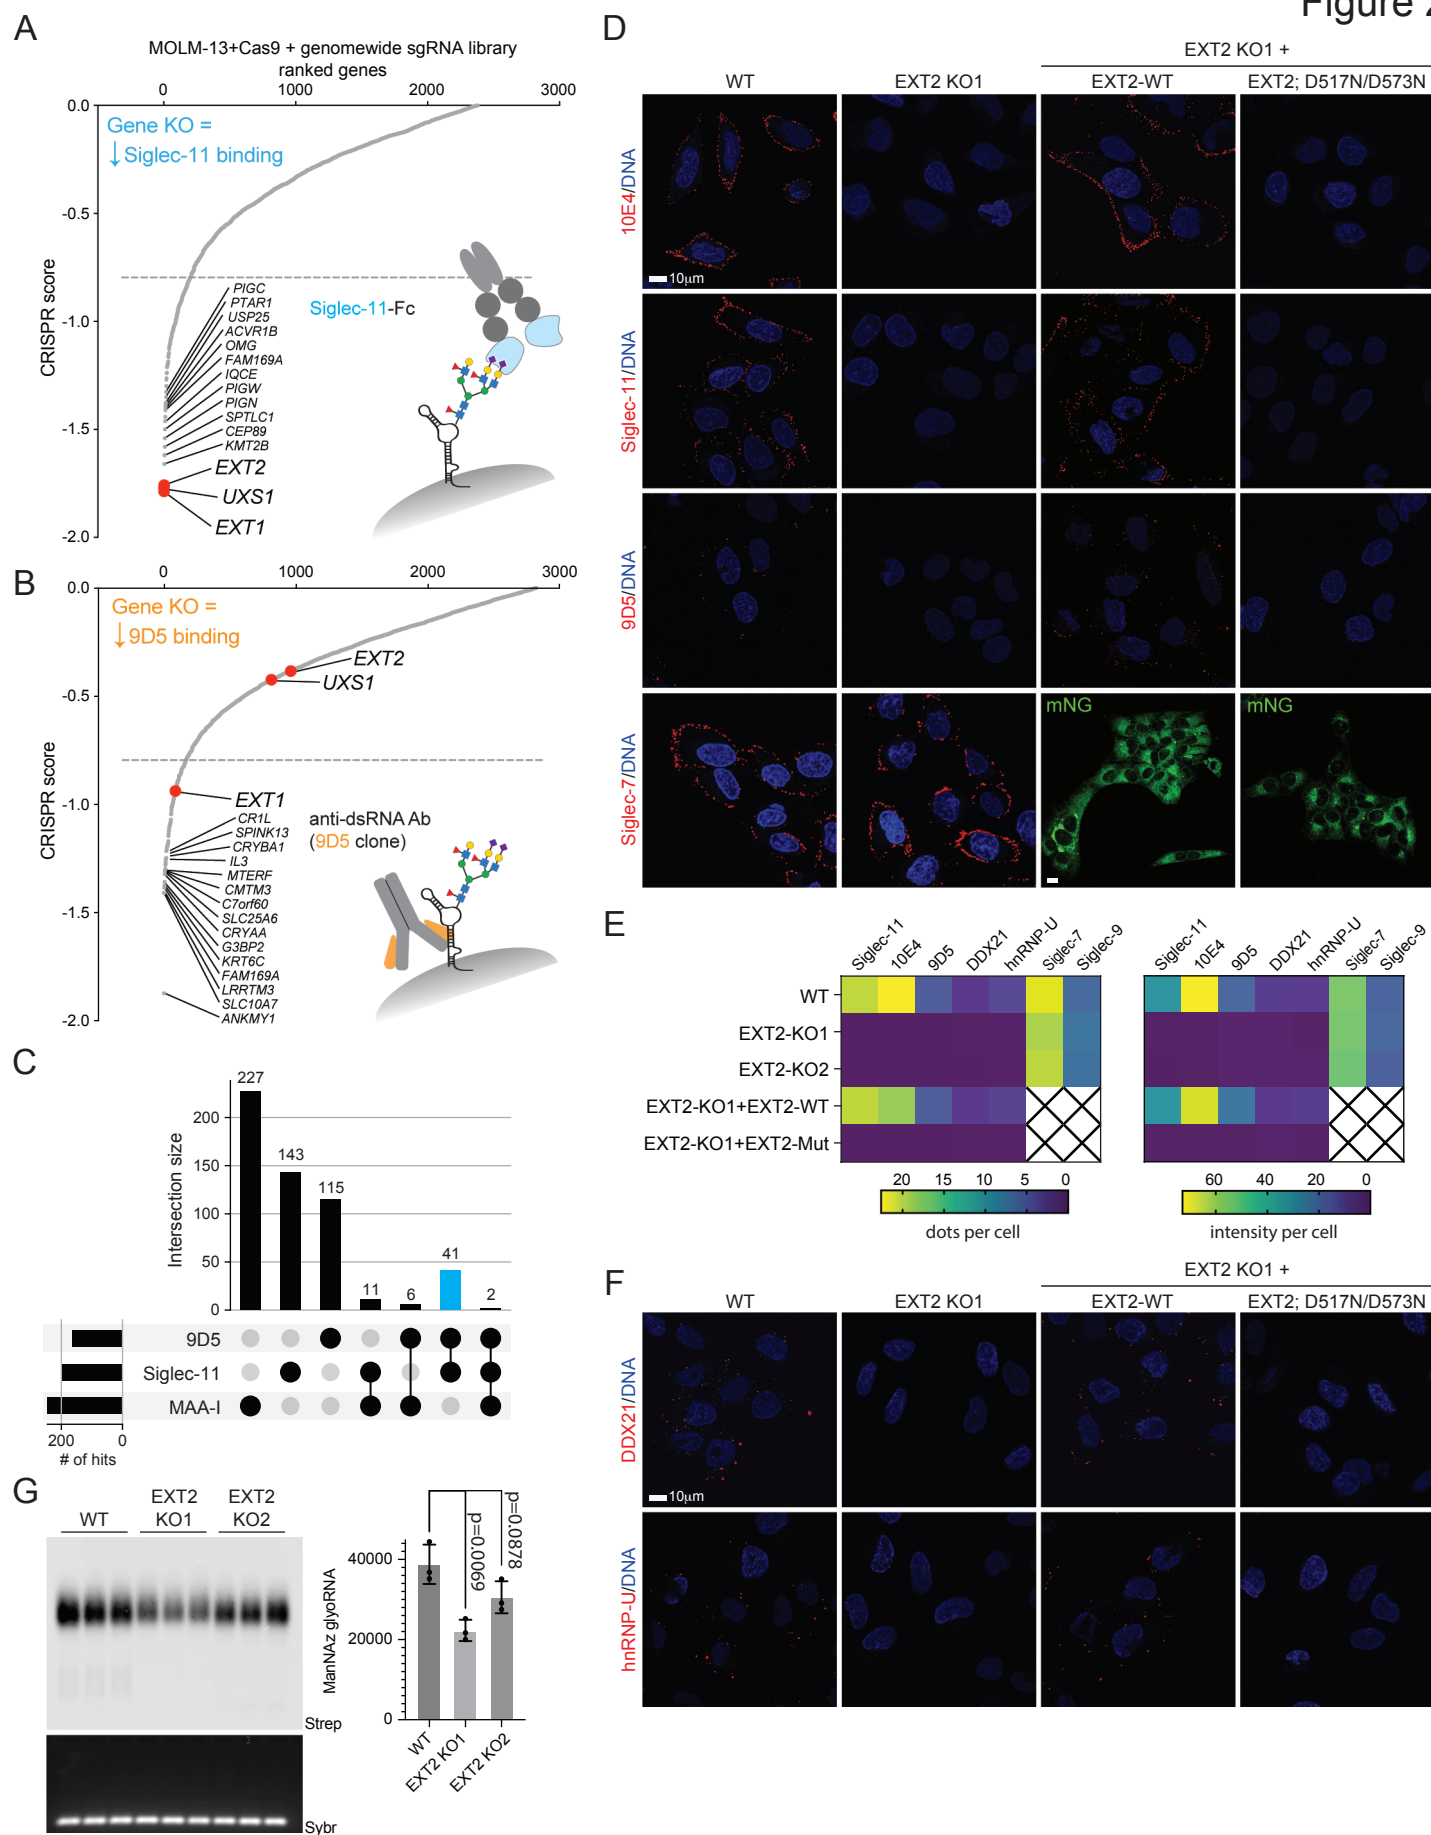 Figure 2
A
MOLM-13+Cas9 + genomewide sgRNA library
ranked genes
0
1000
2000
3000
0.0
-0.5
-1.0
-1.5
-2.0
CRISPR score
Gene KO =
↓Siglec-11 binding
PIGC
PTAR1
USP25
ACVR1B
OMG
FAM169A
IQCE
PIGW
PIGN
SPTLC1
CEP89
KMT2B
EXT2
UXS1
EXT1
Siglec-11-Fc
B
0
1000
2000
3000
0.0
-0.5
-1.0
-1.5
-2.0
CRISPR score
Gene KO =
↓9D5 binding
EXT2
UXS1
EXT1
CR1L
SPINK13
CRYBA1
IL3
MTERF
CMTM3
C7orf60
SLC25A6
CRYAA
G3BP2
KRT6C
FAM169A
LRRTM3
SLC10A7
ANKMY1
anti-dsRNA Ab
(9D5 clone)
C
Intersection size
200
150
100
50
0
227
143
115
11
6
41
2
9D5
Siglec-11
MAA-I
200
0
# of hits
D
EXT2 KO1 +
WT
EXT2 KO1
EXT2-WT
EXT2; D517N/D573N
10E4/DNA
10µm
Siglec-11/DNA
9D5/DNA
Siglec-7/DNA
mNG
mNG
E
Siglec-11
10E4
9D5
DDX21
hnRNP-U
Siglec-7
Siglec-9
Siglec-11
10E4
9D5
DDX21
hnRNP-U
Siglec-7
Siglec-9
WT
EXT2-KO1
EXT2-KO2
EXT2-KO1+EXT2-WT
EXT2-KO1+EXT2-Mut
20
15
10
5
0
dots per cell
60
40
20
0
intensity per cell
F
EXT2 KO1 +
WT
EXT2 KO1
EXT2-WT
EXT2; D517N/D573N
DDX21/DNA
10µm
hnRNP-U/DNA
G
WT
EXT2
KO1
EXT2
KO2
Strep
Sybr
ManNAz glyoRNA
40000
20000
0
p=0.0069
p=0.0878
WT
EXT2 KO1
EXT2 KO2